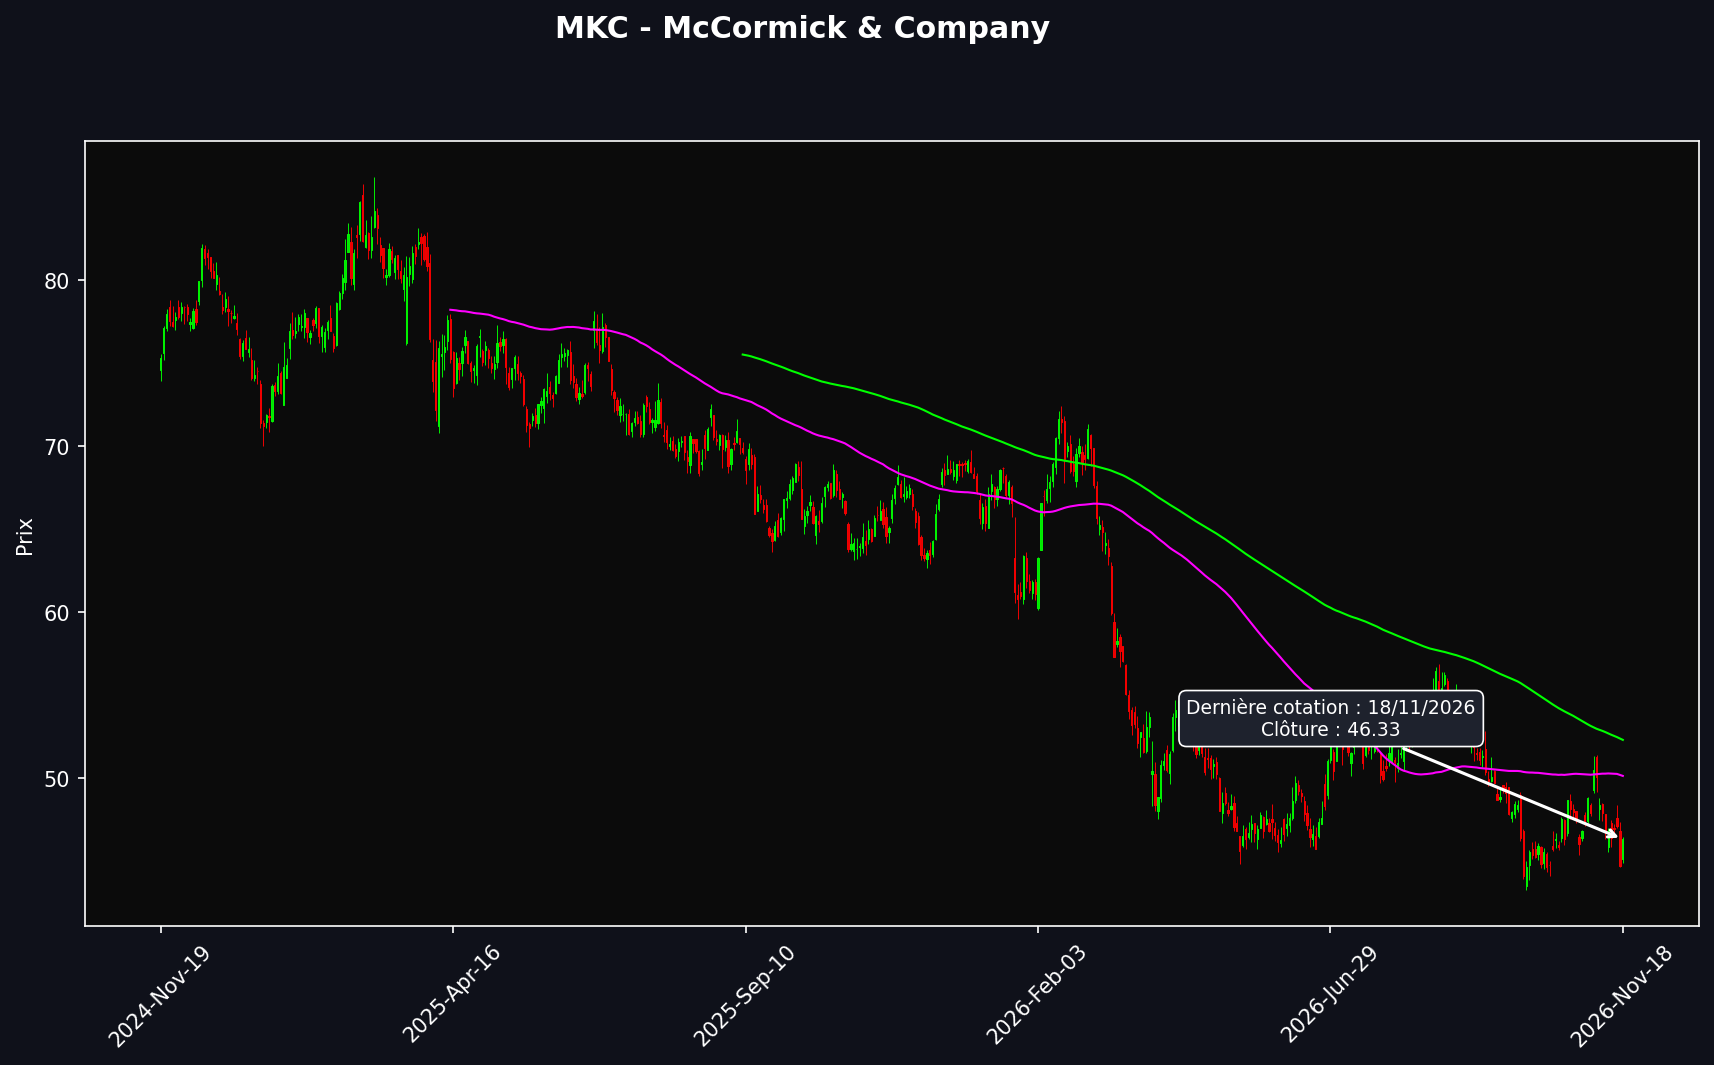 MKC - McCormick & Company
Prix
80
70
60
50
Dernière cotation : 18/11/2026
Clôture : 46.33
2024-Nov-19
2025-Apr-16
2025-Sep-10
2026-Feb-03
2026-Jun-29
2026-Nov-18